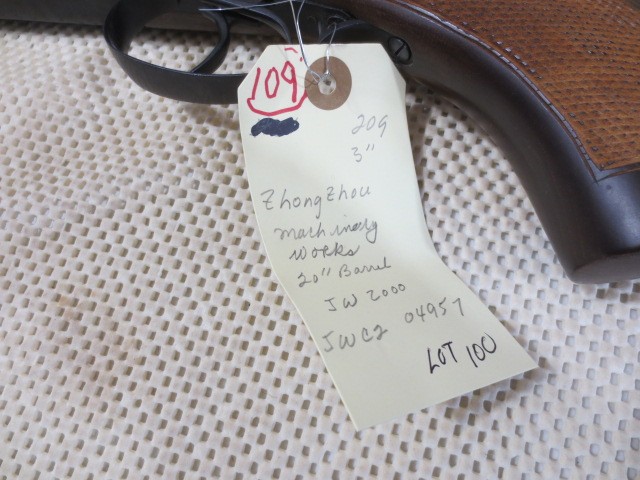 109
20g
3"
Zhongzhou
Machinery
Works
20" Barrel
JW 2000
JWC2 04957
LOT 100